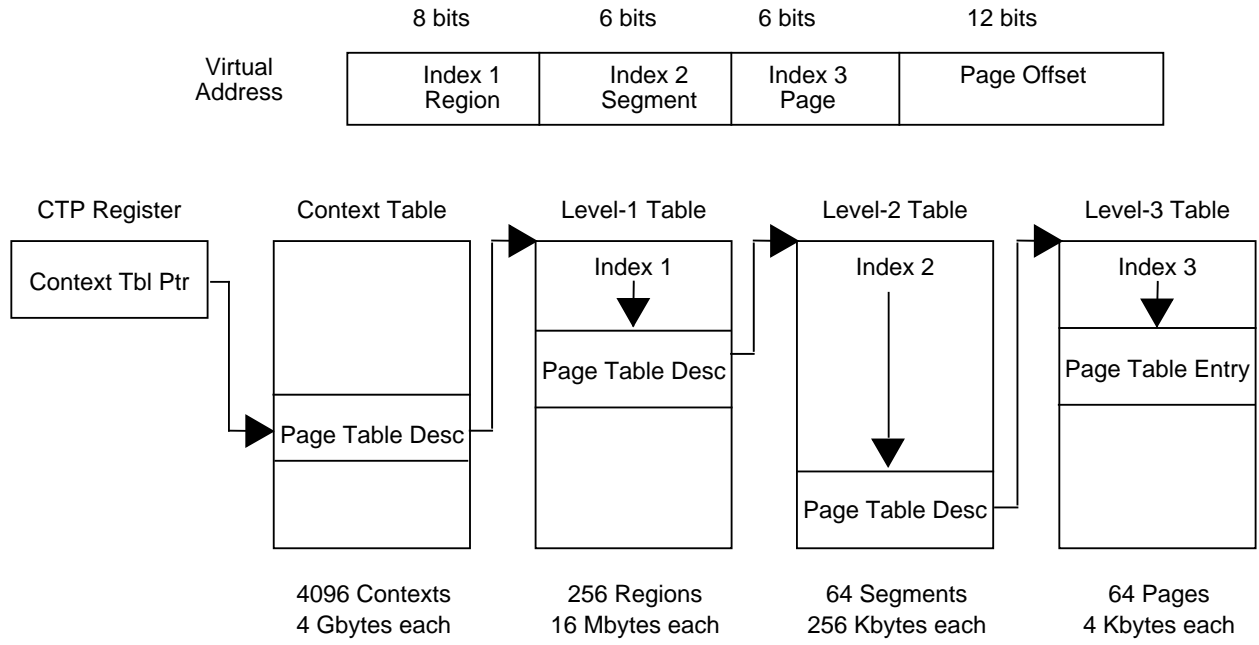 8 bits
6 bits
6 bits
12 bits
Virtual
Address
Index 1
Region
Index 2
Segment
Index 3
Page
Page Offset
CTP Register
Context Table
Level-1 Table
Level-2 Table
Level-3 Table
Context Tbl Ptr
Index 1
Index 2
Index 3
Page Table Desc
Page Table Desc
Page Table Desc
Page Table Entry
4096 Contexts
4 Gbytes each
256 Regions
16 Mbytes each
64 Segments
256 Kbytes each
64 Pages
4 Kbytes each